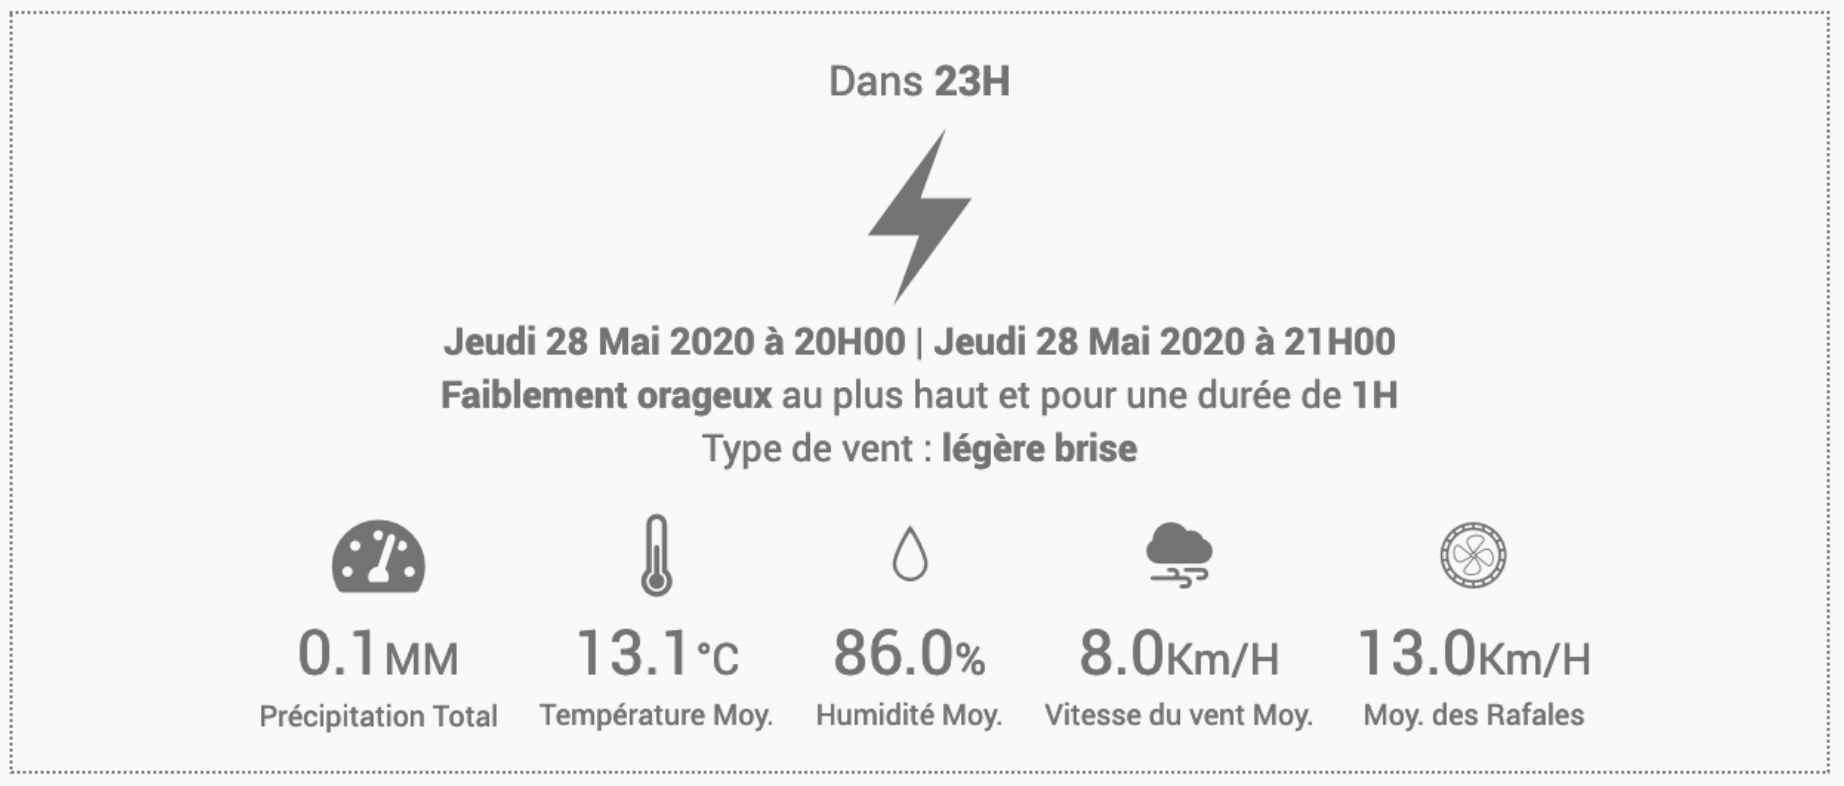 Dans 23H
Jeudi 28 Mai 2020 à 20H00 | Jeudi 28 Mai 2020 à 21H00
Faiblement orageux au plus haut et pour une durée de 1H
Type de vent : légère brise
0.1MM 13.1°C 86.0% 8.0Km/H 13.0Km/H
Précipitation Total Température Moy. Humidité Moy. Vitesse du vent Moy. Moy. des Rafales